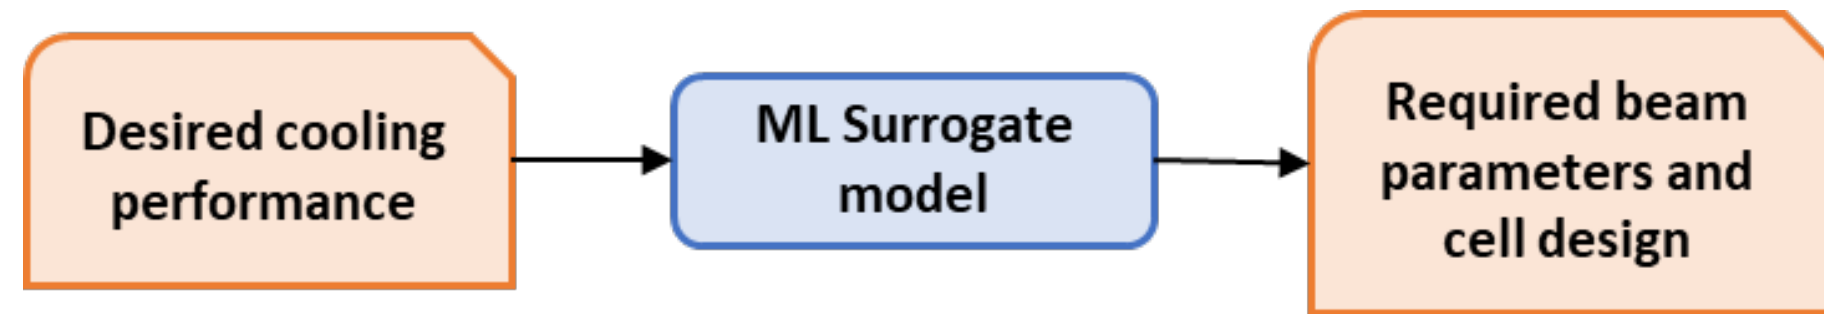 Desired cooling
performance
ML Surrogate
model
Required beam
parameters and
cell design